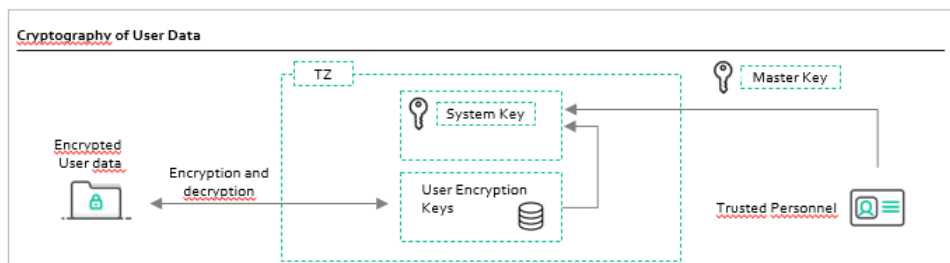 Cryptography of User Data
TZ
Master Key
System Key
Encrypted
User data
Encryption and
decryption
User Encryption
Keys
Trusted Personnel